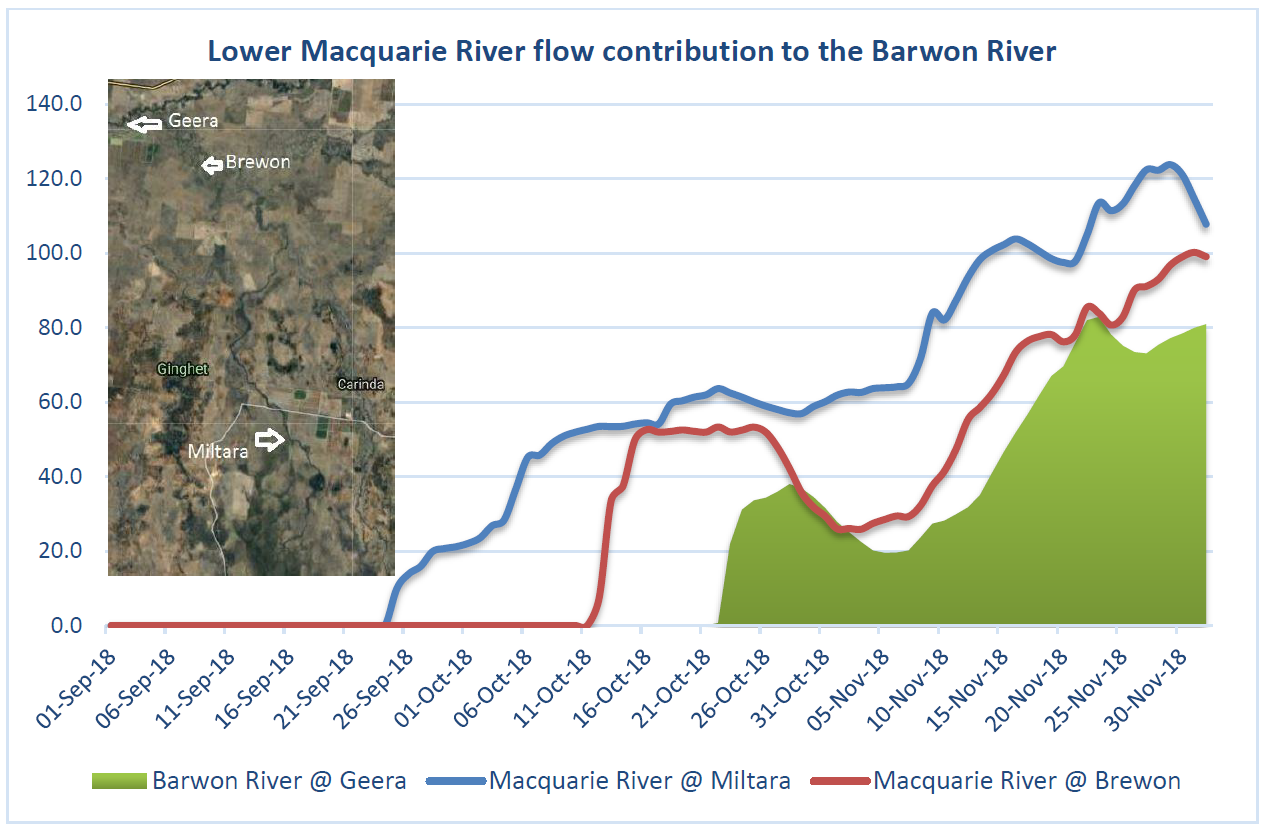 Lower Macquarie River flow contribution to the Barwon River
140.0
120.0
100.0
80.0
60.0
40.0
20.0
0.0
Geera
Brewon
Ginghet
Carinda
Miltara
01-Sep-18
06-Sep-18
11-Sep-18
16-Sep-18
21-Sep-18
26-Sep-18
01-Oct-18
06-Oct-18
11-Oct-18
16-Oct-18
21-Oct-18
26-Oct-18
31-Oct-18
05-Nov-18
10-Nov-18
15-Nov-18
20-Nov-18
25-Nov-18
30-Nov-18
Barwon River @ Geera Macquarie River @ Miltara Macquarie River @ Brewon